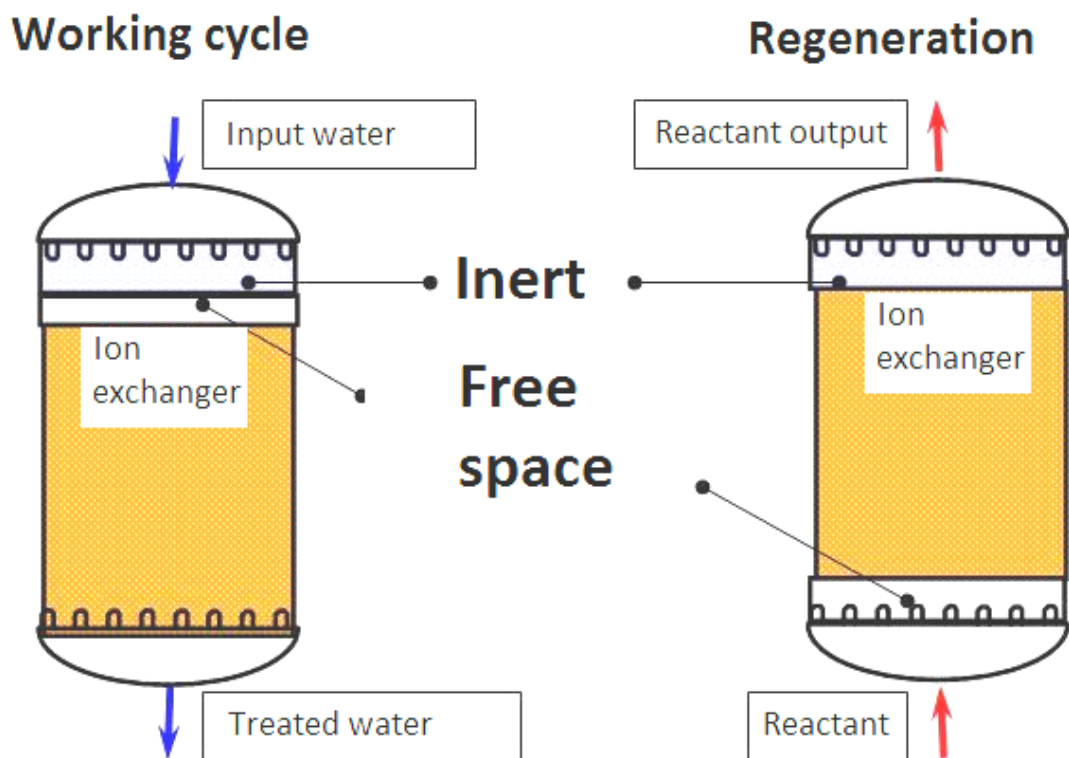 Working cycle
Regeneration
Input water
Reactant output
Inert
Ion
exchanger
Ion
exchanger
Free
space
Treated water
Reactant